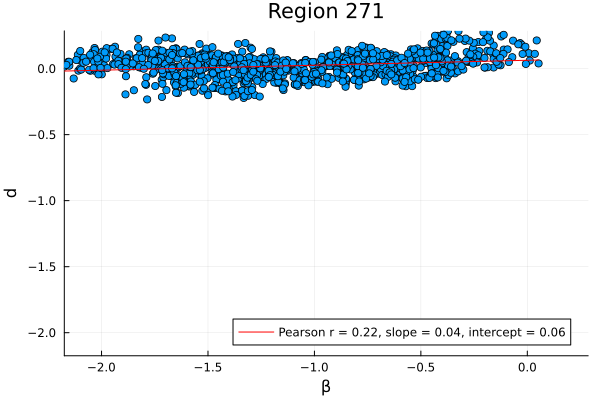 Region 271
0.0
−0.5
−1.0
−1.5
−2.0
d
Pearson r = 0.22, slope = 0.04, intercept = 0.06
−2.0 −1.5 −1.0 −0.5 0.0
β